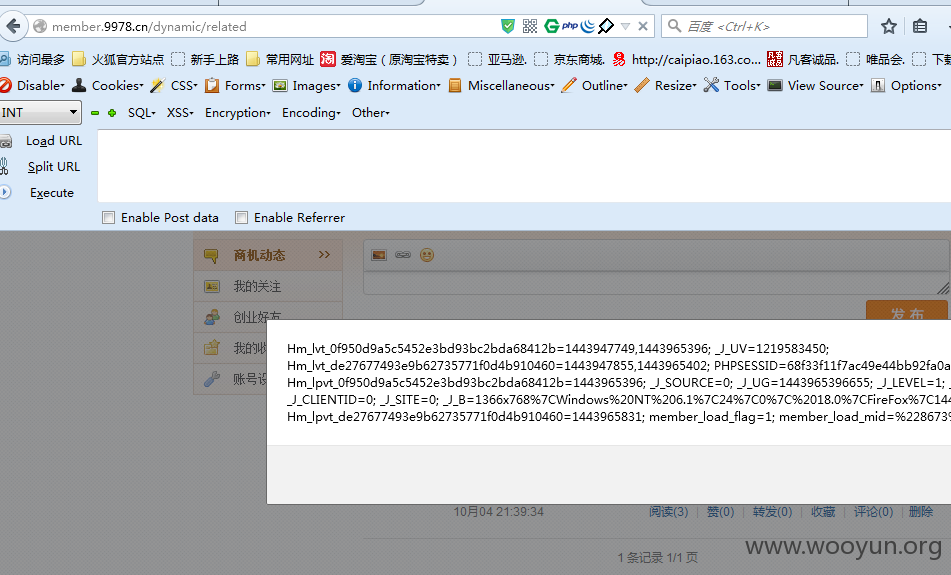 member.9978.cn/dynamic/related
php
百度 <Ctrl+K>
访问最多 火狐官方站点 新手上路 常用网址 淘 爱淘宝（原淘宝特卖） 亚马逊. 京东商城. http://caipiao.163.co... 凡客诚品. 唯品会.
Disable Cookies CSS Forms Images Information Miscellaneous Outline Resize Tools View Source Options
INT SQL XSS Encryption Encoding Other
Load URL
Split URL
Execute
Enable Post data Enable Referrer
商机动态 >>
我的关注
创业好友
发布
我的收
账号设
Hm_lvt_0f950d9a5c5452e3bd93bc2bda68412b=1443947749,1443965396; _J_UV=1219583450;
Hm_lvt_de27677493e9b62735771f0d4b910460=1443947855,1443965402; PHPSESSID=68f33f11f7ac49e44bb92fa0a
Hm_lpvt_0f950d9a5c5452e3bd93bc2bda68412b=1443965396; _J_SOURCE=0; _J_UG=1443965396655; _J_LEVEL=1;
_J_CLIENTID=0; _J_SITE=0; _J_B=1366x768%7CWindows%20NT%206.1%7C24%7C0%7C%2018.0%7CFireFox%7C144
Hm_lpvt_de27677493e9b62735771f0d4b910460=1443965831; member_load_flag=1; member_load_mid=%228673%
10月04 21:39:34 阅读(3) | 赞(0) | 转发(0) | 收藏 | 评论(0) | 删除
1 条记录 1/1 页
www.wooyun.org